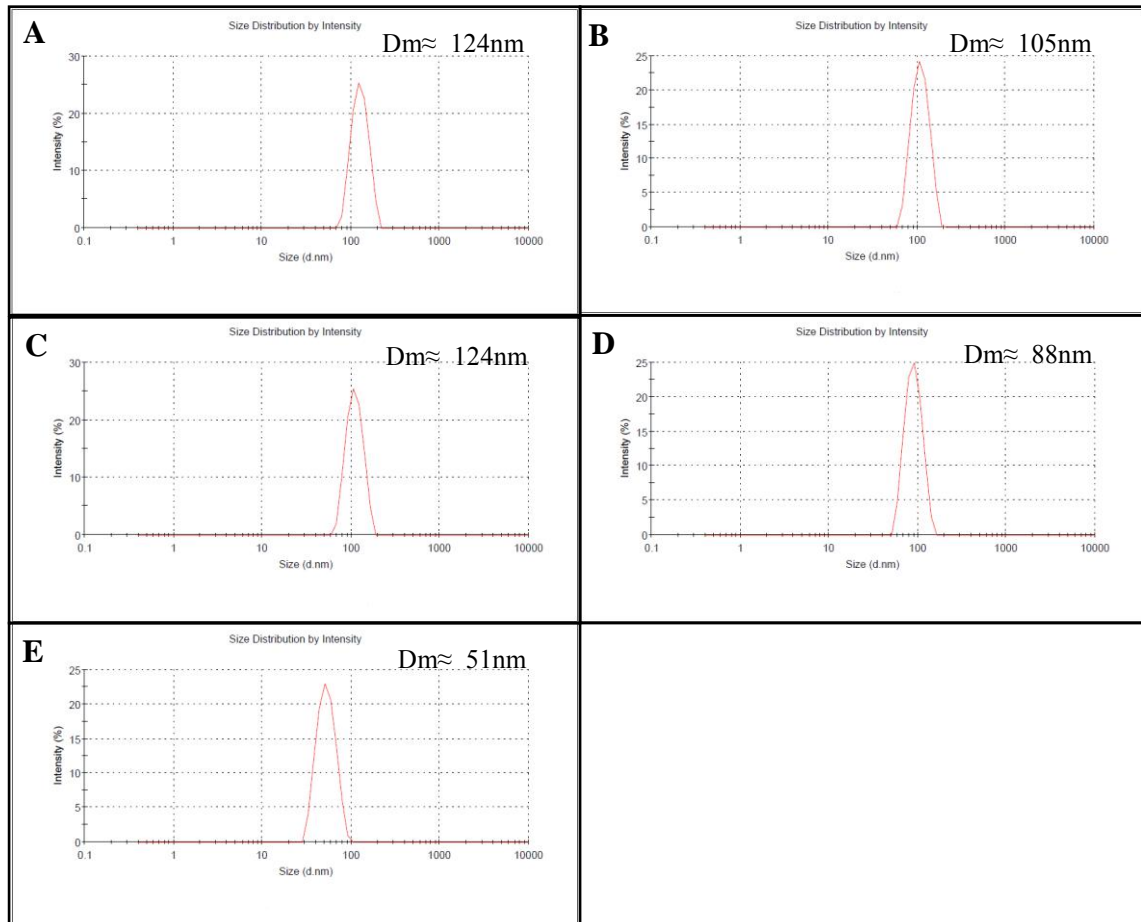 A
Size Distribution by Intensity
Dm≈ 124nm
30
20
10
0
Intensity (%)
0.1 1 10 100 1000 10000
Size (d.nm)
B
Size Distribution by Intensity
Dm≈ 105nm
25
20
15
10
5
0
Intensity (%)
0.1 1 10 100 1000 10000
Size (d.nm)
C
Size Distribution by Intensity
Dm≈ 124nm
30
20
10
0
Intensity (%)
0.1 1 10 100 1000 10000
Size (d.nm)
D
Size Distribution by Intensity
Dm≈ 88nm
25
20
15
10
5
0
Intensity (%)
0.1 1 10 100 1000 10000
Size (d.nm)
E
Size Distribution by Intensity
Dm≈ 51nm
25
20
15
10
5
0
Intensity (%)
0.1 1 10 100 1000 10000
Size (d.nm)